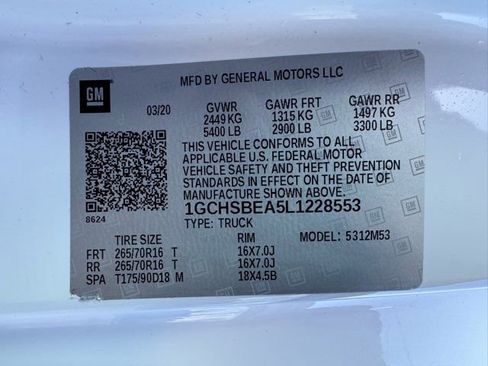 GM
MFD BY GENERAL MOTORS LLC
03/20 GVWR GAWR FRT GAWR RR
2449 KG 1315 KG 1497 KG
5400 LB 2900 LB 3300 LB
THIS VEHICLE CONFORMS TO ALL
APPLICABLE U.S. FEDERAL MOTOR
VEHICLE SAFETY AND THEFT PREVENTION
STANDARDS IN EFFECT ON THE DATE OF
MANUFACTURE SHOWN ABOVE.
8624
1GCHSBEA5L1228553
TYPE: TRUCK
TIRE SIZE RIM MODEL: 5312M53
FRT 265/70R16 T 16X7.0J
RR 265/70R16 T 16X7.0J
SPA T175/90D18 M 18X4.5B